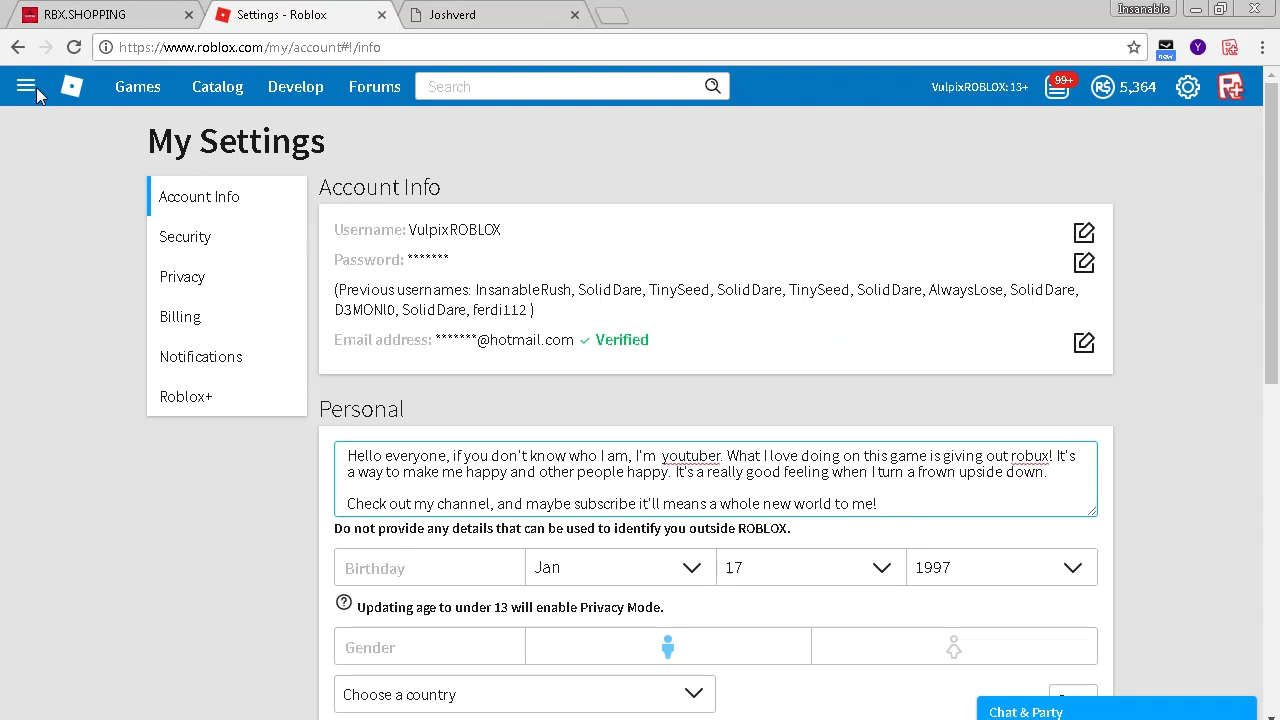 RBX.SHOPPING
Settings - Roblox
Joshverd
Insanable
https://www.roblox.com/my/account#!/info
new
Y
Games
Catalog
Develop
Forums
Search
VulpixROBLOX: 13+
99+
R$
5,364
R+
My Settings
Account Info
Security
Privacy
Billing
Notifications
Roblox+
Account Info
Username: VulpixROBLOX
Password: *******
(Previous usernames: InsanableRush, SolidDare, TinySeed, SolidDare, TinySeed, SolidDare, AlwaysLose, SolidDare,
D3MONI0, SolidDare, ferdi112 )
Email address: *******@hotmail.com ✓ Verified
Personal
Hello everyone, if you don't know who I am, I'm youtuber. What I love doing on this game is giving out robux! It's
a way to make me happy and other people happy. It's a really good feeling when I turn a frown upside down.
Check out my channel, and maybe subscribe it'll means a whole new world to me!
Do not provide any details that can be used to identify you outside ROBLOX.
Birthday
Jan
17
1997
? Updating age to under 13 will enable Privacy Mode.
Gender
Choose a country
Chat & Party